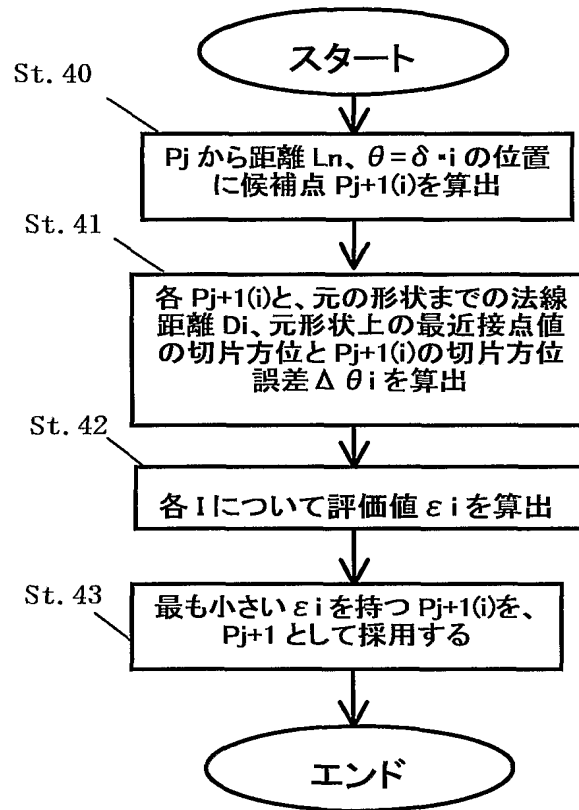 スタート
St. 40
Pj から距離 Ln、θ=δ*i の位置
に候補点 Pj+1(i)を算出
St. 41
各 Pj+1(i)と、元の形状までの法線
距離 Di、元形状上の最近接点値
の切片方位と Pj+1(i)の切片方位
誤差 Δ θi を算出
St. 42
各 I について評価値 ε i を算出
St. 43
最も小さい ε i を持つ Pj+1(i)を、
Pj+1 として採用する
エンド